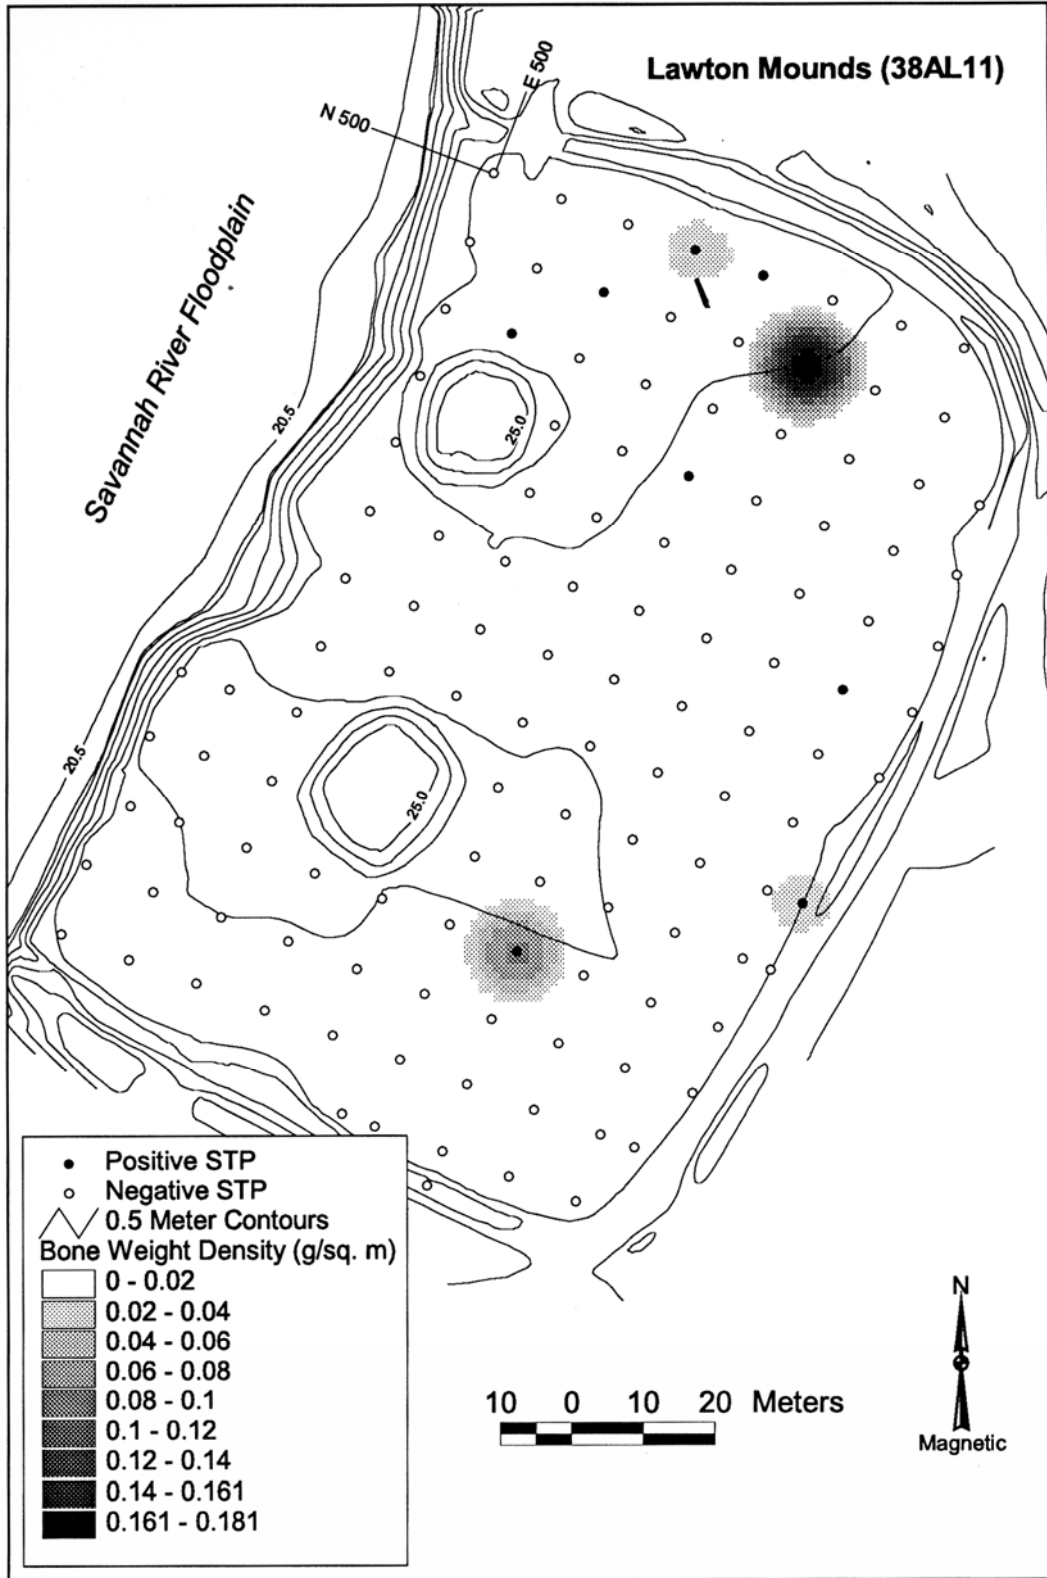 Lawton Mounds (38AL11)
E 500
N 500
Savannah River Floodplain
20.5
25.0
20.5
25.0
Positive STP
Negative STP
0.5 Meter Contours
Bone Weight Density (g/sq. m)
0 - 0.02
0.02 - 0.04
0.04 - 0.06
0.06 - 0.08
0.08 - 0.1
0.1 - 0.12
0.12 - 0.14
0.14 - 0.161
0.161 - 0.181
10 0 10 20 Meters
N
Magnetic